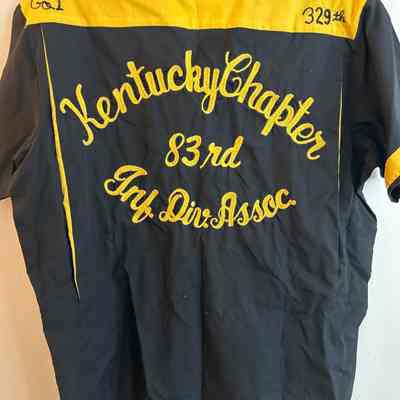 Co. I
329th
Kentucky Chapter
83rd
Inf. Div. Assoc.